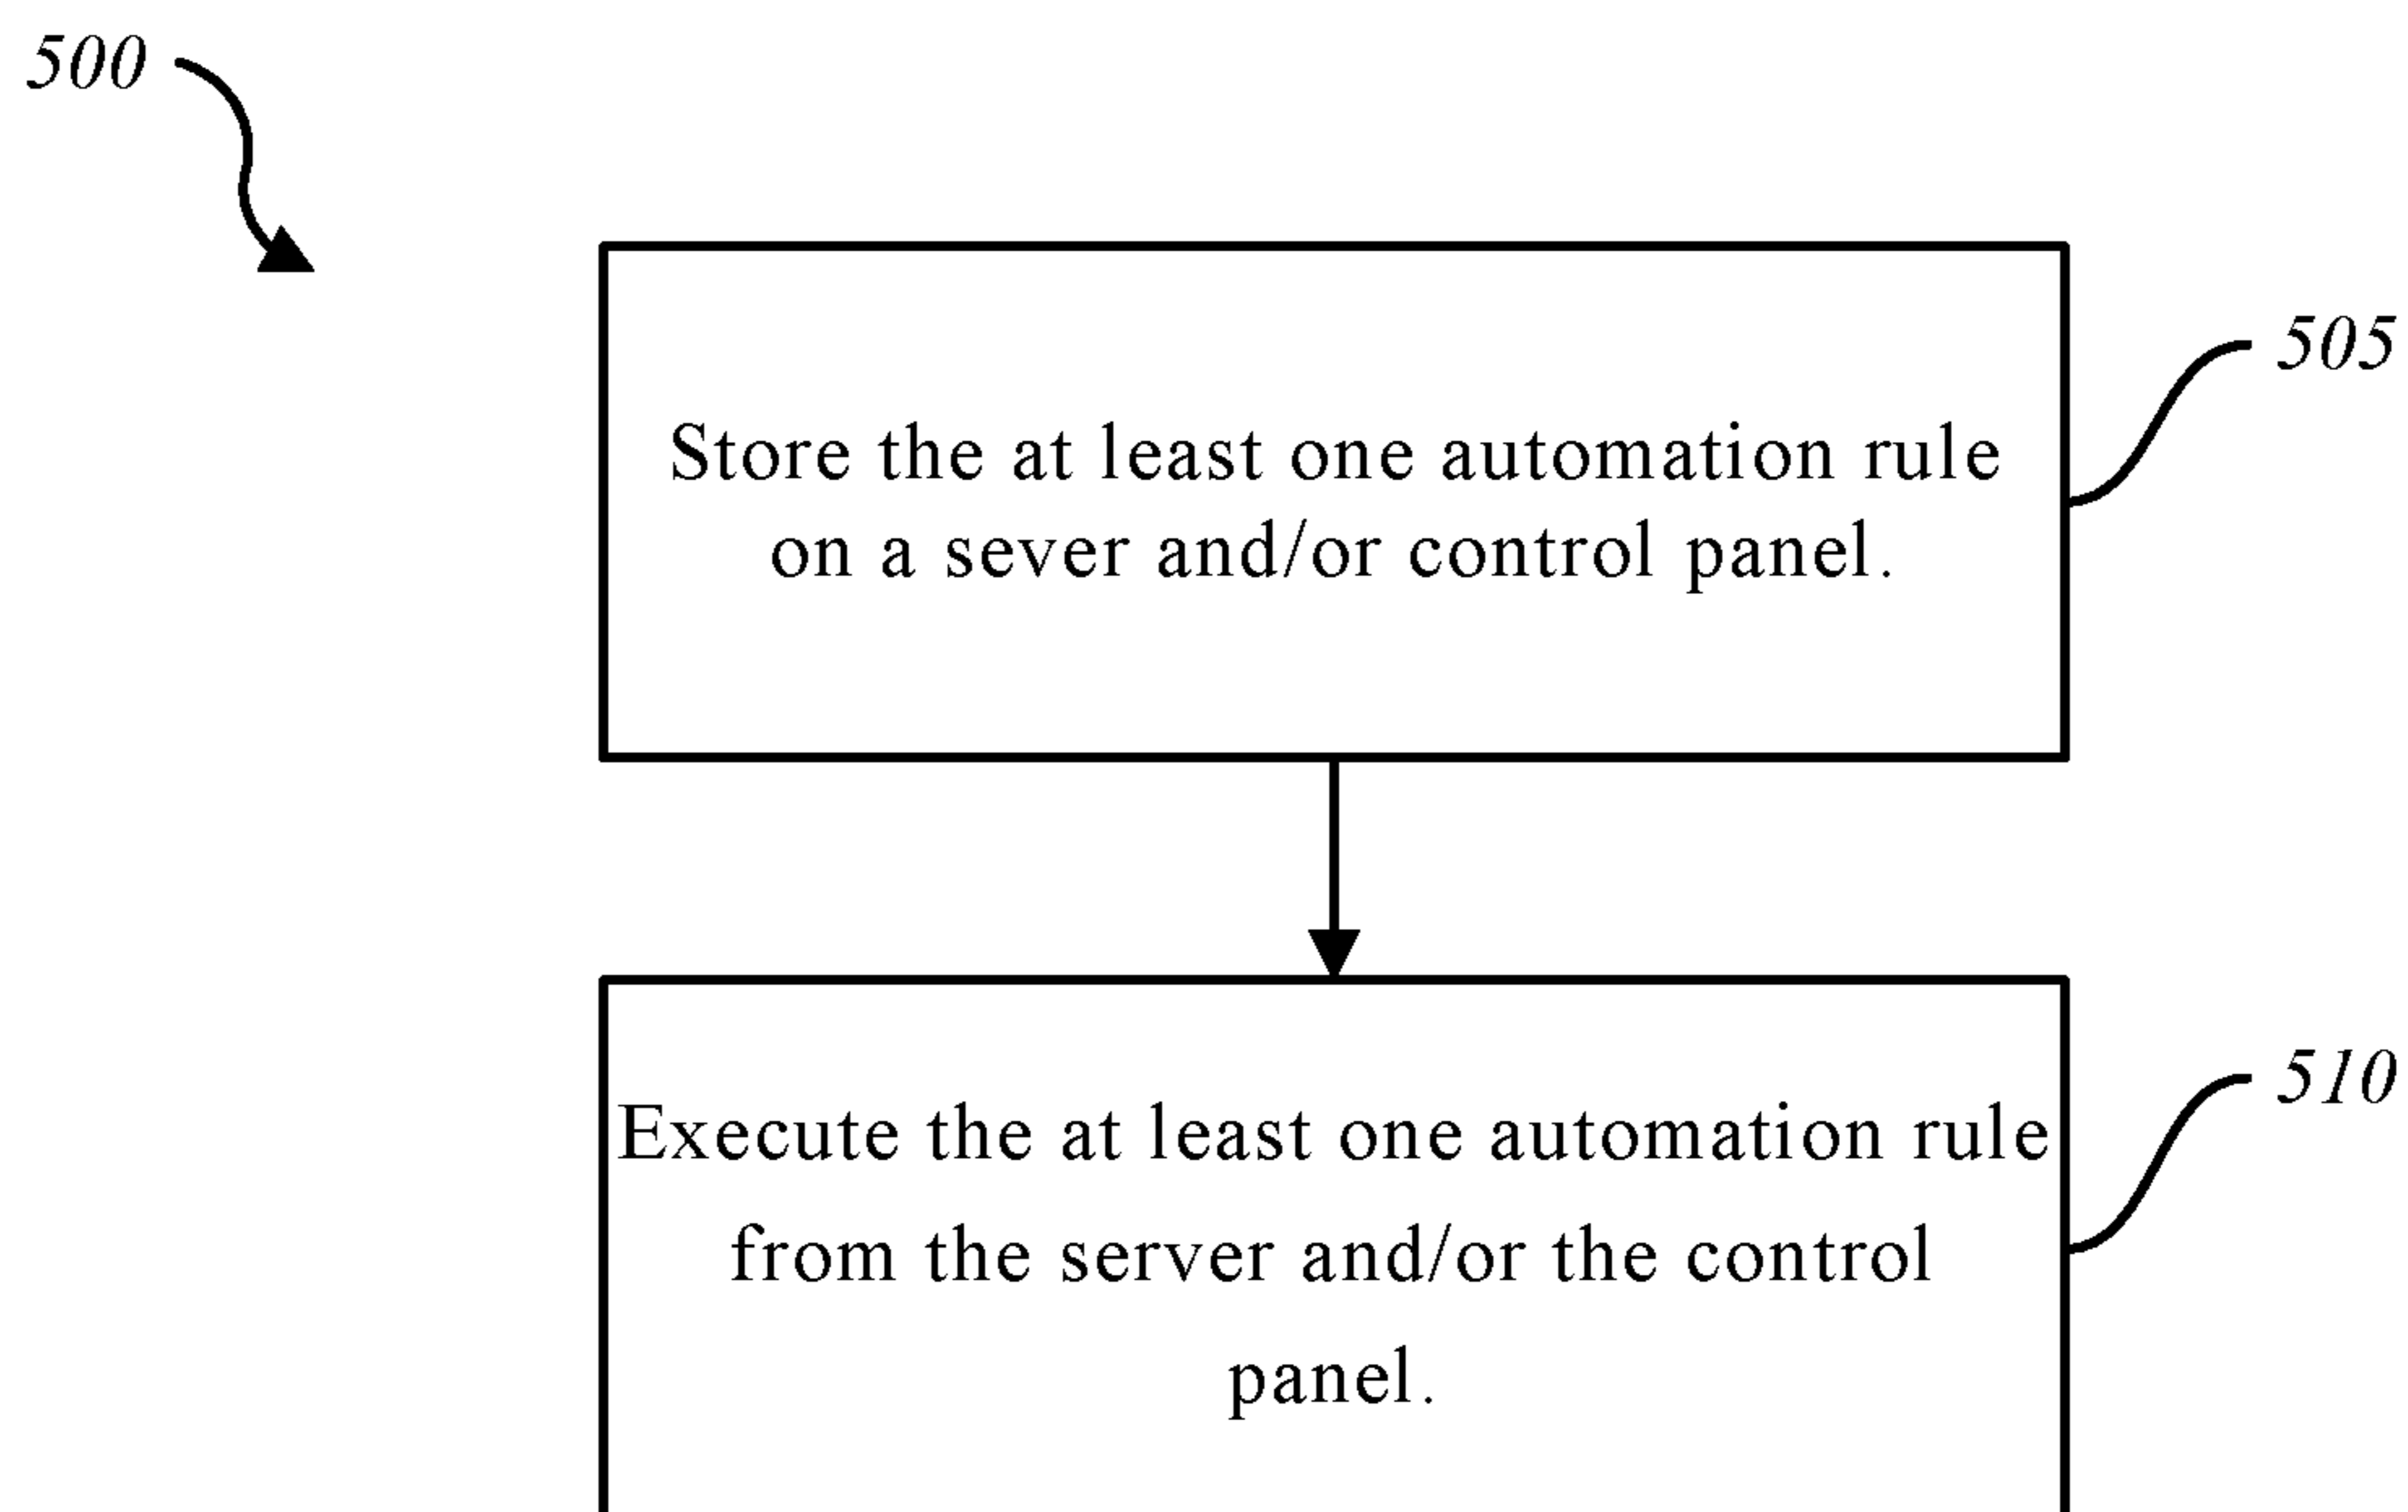 500
505
Store the at least one automation rule
on a sever and/or control panel.
510
Execute the at least one automation rule
from the server and/or the control
panel.